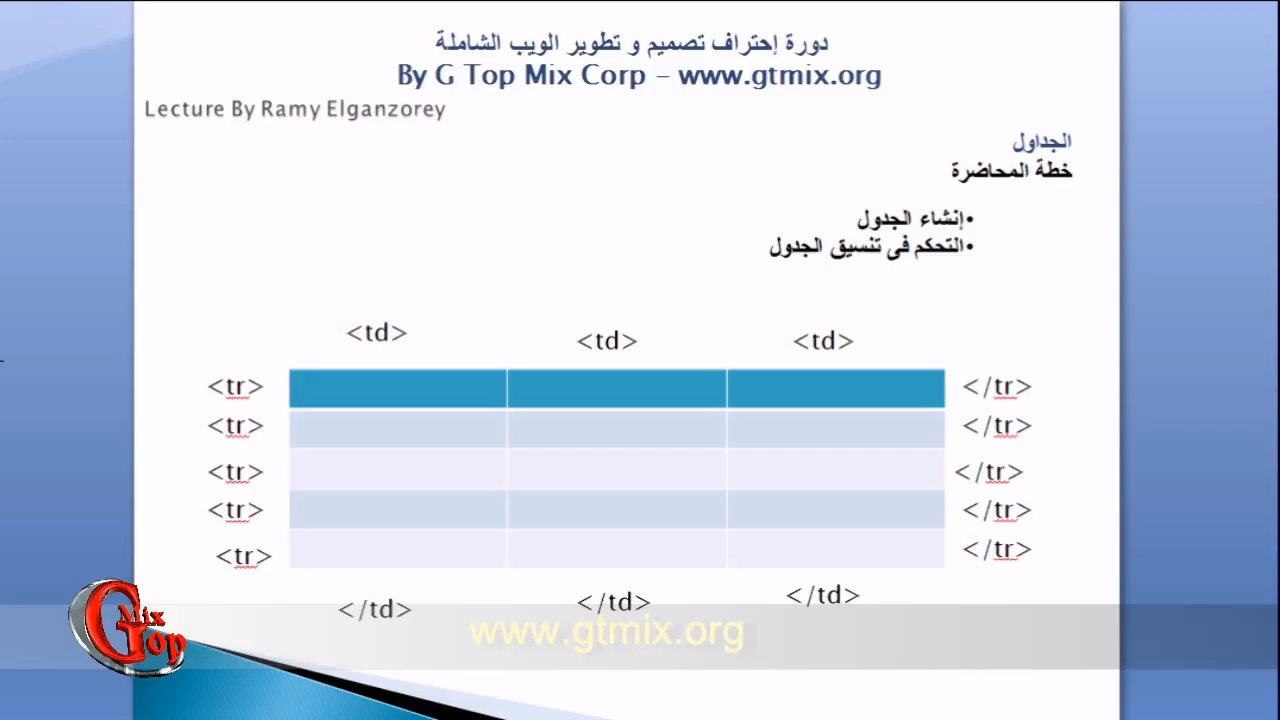 دورة إحتراف تصميم و تطوير الويب الشاملة
By G Top Mix Corp – www.gtmix.org
Lecture By Ramy Elganzorey
الجداول
خطة المحاضرة
•إنشاء الجدول
•التحكم فى تنسيق الجدول
<td> <td> <td>
<tr> </tr>
<tr> </tr>
<tr> </tr>
<tr> </tr>
<tr> </tr>
</td> </td> </td>
G Mix Top
www.gtmix.org